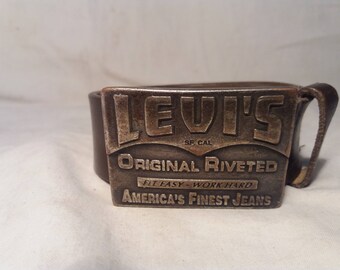 LEVI'S
SF, CAL
ORIGINAL RIVETED
FIT EASY - WORK HARD
AMERICA'S FINEST JEANS